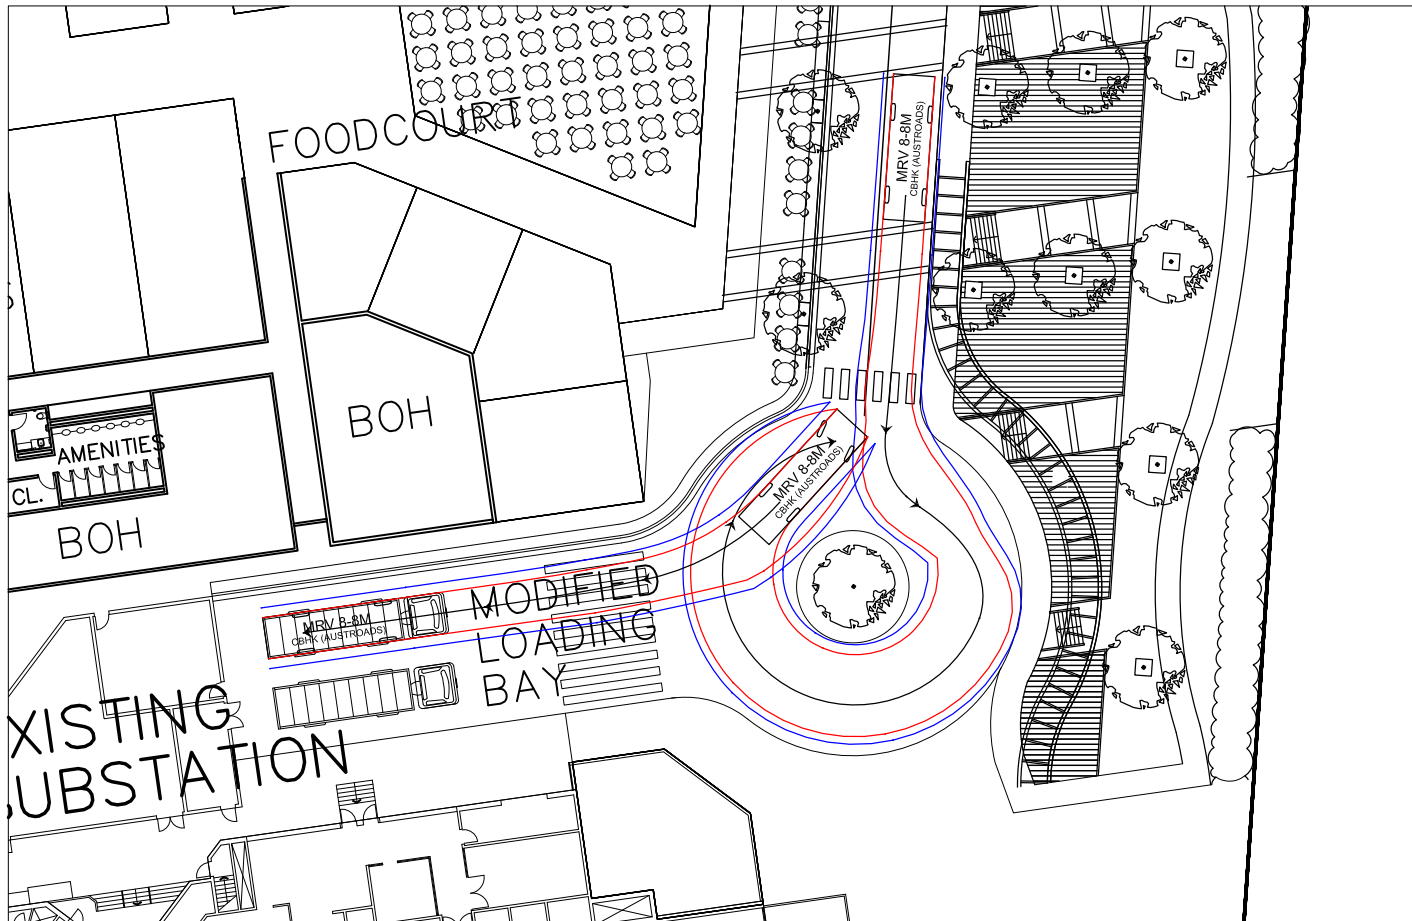 FOODCOURT
MRV 8-8M
CBHK (AUSTROADS)
BOH
AMENITIES
CL.
BOH
MRV 8-8M
CBHK (AUSTROADS)
MODIFIED
LOADING
BAY
MRV 8-8M
CBHK (AUSTROADS)
XISTING
SUBSTATION